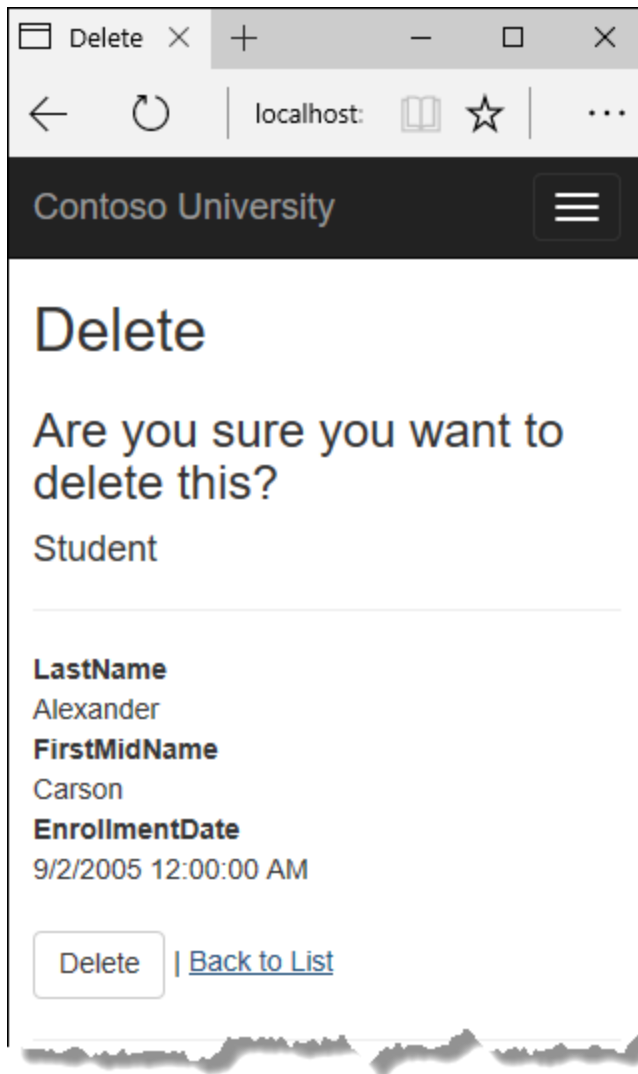 Delete
localhost:
Contoso University
Delete
Are you sure you want to
delete this?
Student
LastName
Alexander
FirstMidName
Carson
EnrollmentDate
9/2/2005 12:00:00 AM
Delete | Back to List